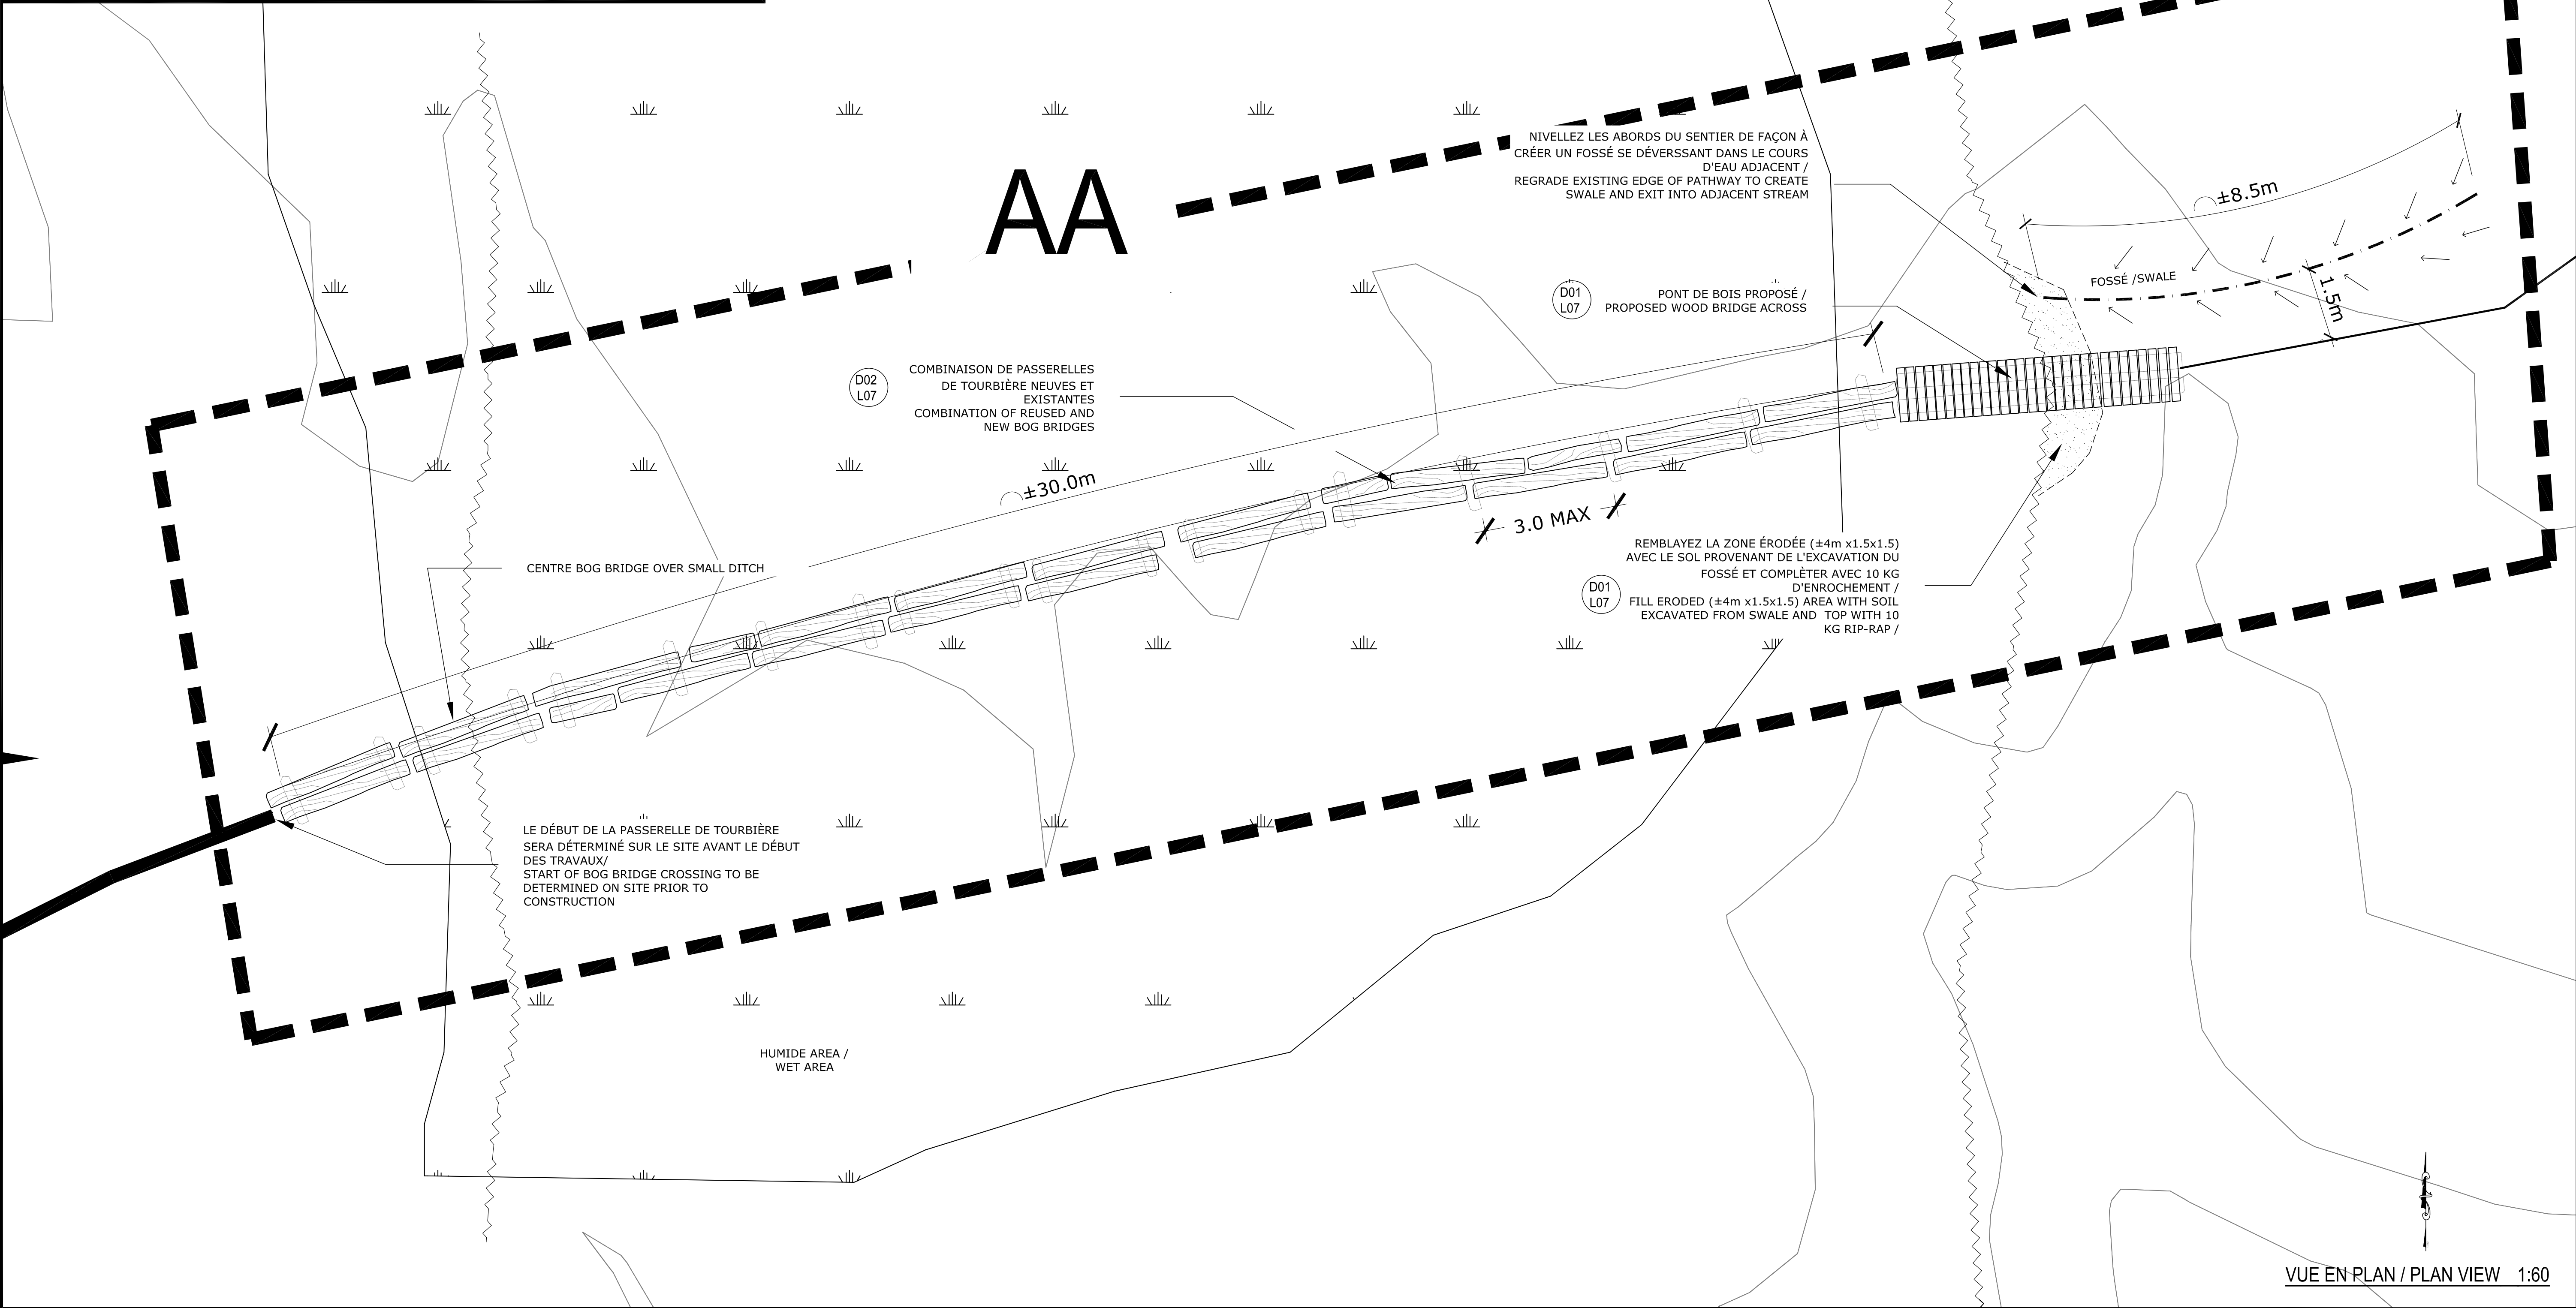 AA
NIVELLEZ LES ABORDS DU SENTIER DE FAÇON À
CRÉER UN FOSSÉ SE DÉVERSSANT DANS LE COURS
D'EAU ADJACENT /
REGRADE EXISTING EDGE OF PATHWAY TO CREATE
SWALE AND EXIT INTO ADJACENT STREAM
±8.5m
FOSSÉ /SWALE
1.5m
D01
L07
PONT DE BOIS PROPOSÉ /
PROPOSED WOOD BRIDGE ACROSS
D02
L07
COMBINAISON DE PASSERELLES
DE TOURBIÈRE NEUVES ET
EXISTANTES
COMBINATION OF REUSED AND
NEW BOG BRIDGES
±30.0m
3.0 MAX
CENTRE BOG BRIDGE OVER SMALL DITCH
D01
L07
REMBLAYEZ LA ZONE ÉRODÉE (±4m x1.5x1.5)
AVEC LE SOL PROVENANT DE L'EXCAVATION DU
FOSSÉ ET COMPLÈTER AVEC 10 KG
D'ENROCHEMENT /
FILL ERODED (±4m x1.5x1.5) AREA WITH SOIL
EXCAVATED FROM SWALE AND TOP WITH 10
KG RIP-RAP /
LE DÉBUT DE LA PASSERELLE DE TOURBIÈRE
SERA DÉTERMINÉ SUR LE SITE AVANT LE DÉBUT
DES TRAVAUX/
START OF BOG BRIDGE CROSSING TO BE
DETERMINED ON SITE PRIOR TO
CONSTRUCTION
HUMIDE AREA /
WET AREA
VUE EN PLAN / PLAN VIEW 1:60